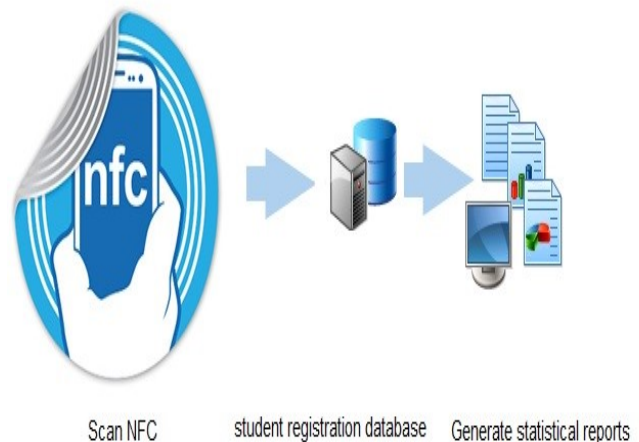 nfc
Scan NFC
student registration database
Generate statistical reports